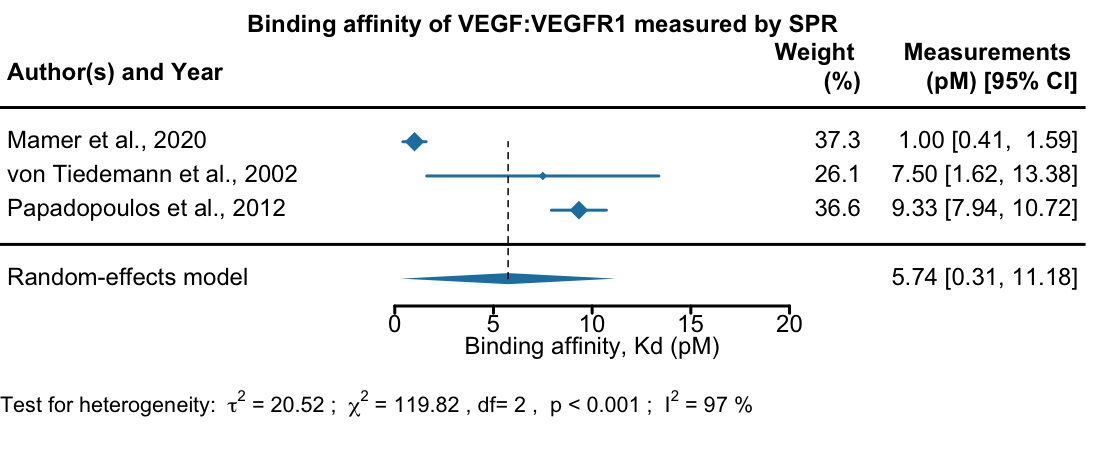 Binding affinity of VEGF:VEGFR1 measured by SPR
Author(s) and Year Weight (%) Measurements (pM) [95% CI]
Mamer et al., 2020 37.3 1.00 [0.41, 1.59]
von Tiedemann et al., 2002 26.1 7.50 [1.62, 13.38]
Papadopoulos et al., 2012 36.6 9.33 [7.94, 10.72]
Random-effects model 5.74 [0.31, 11.18]
0 5 10 15 20
Binding affinity, Kd (pM)
Test for heterogeneity: τ² = 20.52 ; χ² = 119.82 , df= 2 , p < 0.001 ; I² = 97 %